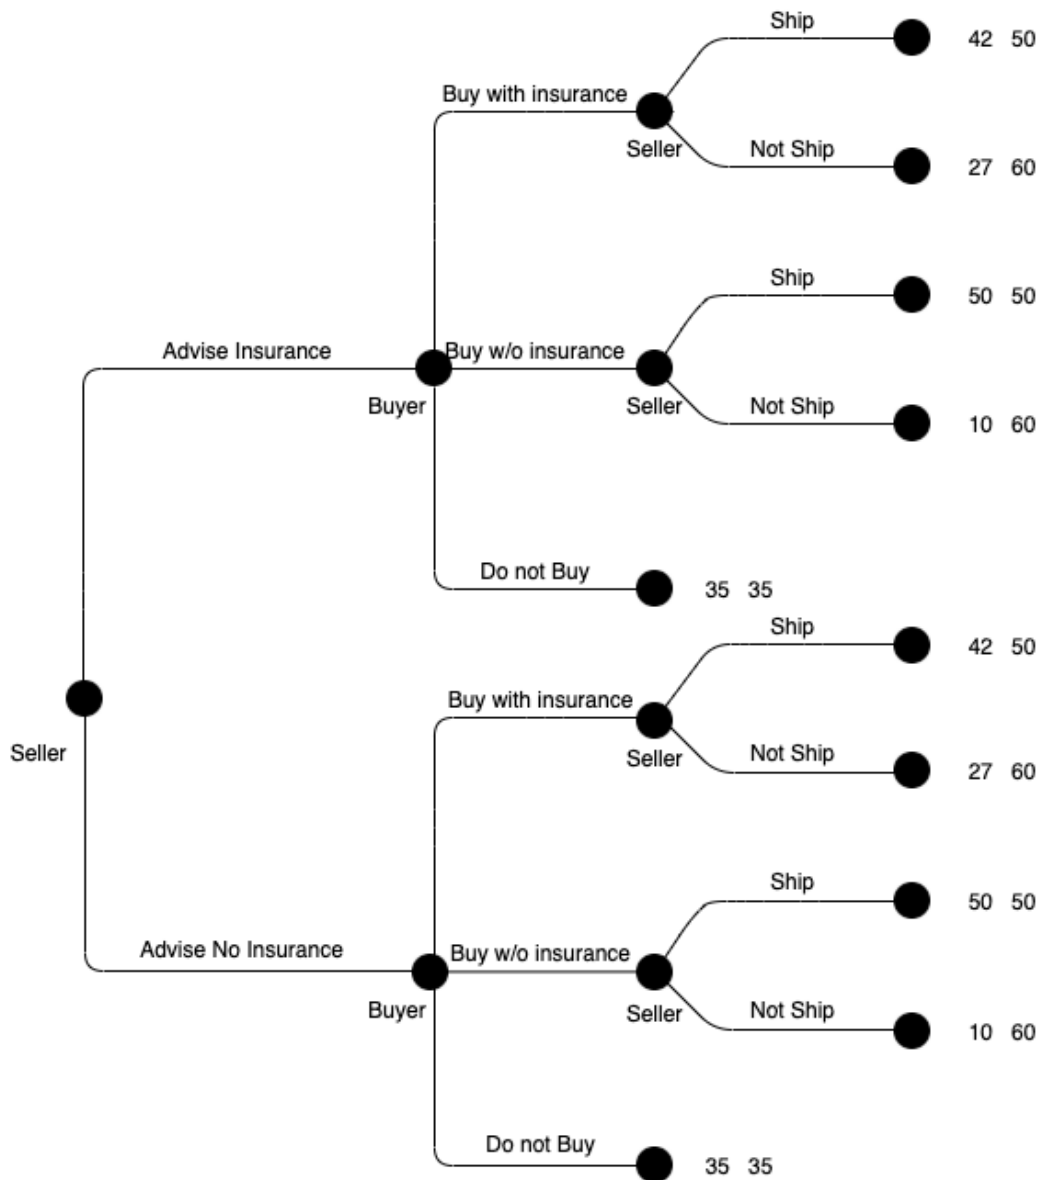 Ship
42 50
Buy with insurance
Seller
Not Ship
27 60
Ship
50 50
Advise Insurance
Buy w/o insurance
Buyer
Seller
Not Ship
10 60
Do not Buy
35 35
Ship
42 50
Buy with insurance
Seller
Seller
Not Ship
27 60
Ship
50 50
Advise No Insurance
Buy w/o insurance
Buyer
Seller
Not Ship
10 60
Do not Buy
35 35